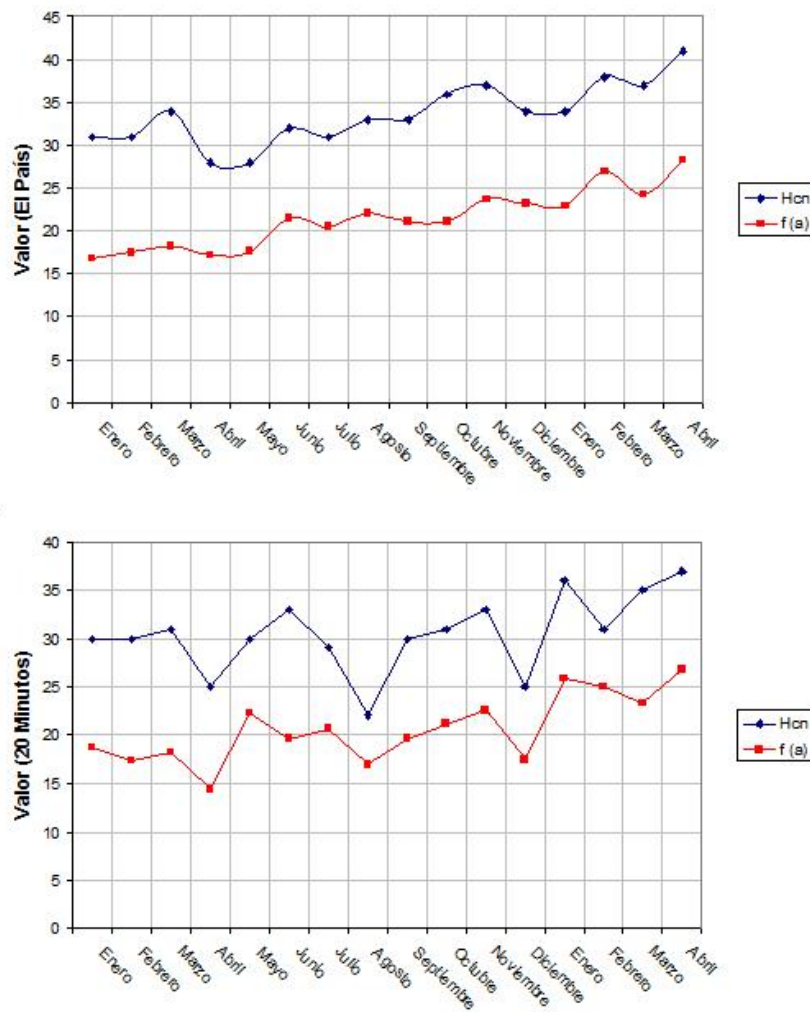 Valor (El País)
45
40
35
30
25
20
15
10
5
0
Enero
Febrero
Marzo
Abril
Mayo
Junio
Julio
Agosto
Septiembre
Octubre
Noviembre
Diciembre
Enero
Febrero
Marzo
Abril
Hcn
f (a)
Valor (20 Minutos)
40
35
30
25
20
15
10
5
0
Enero
Febrero
Marzo
Abril
Mayo
Junio
Julio
Agosto
Septiembre
Octubre
Noviembre
Diciembre
Enero
Febrero
Marzo
Abril
Hcn
f (a)